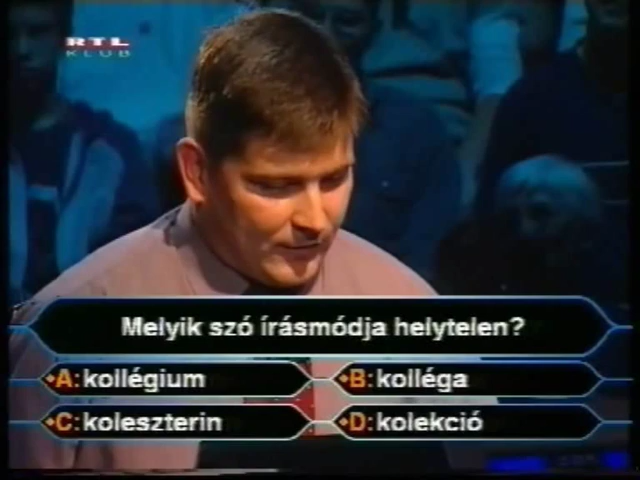 RTL
KLUB
Melyik szó írásmódja helytelen?
A: kollégium
B: kolléga
C: koleszterin
D: kolekció